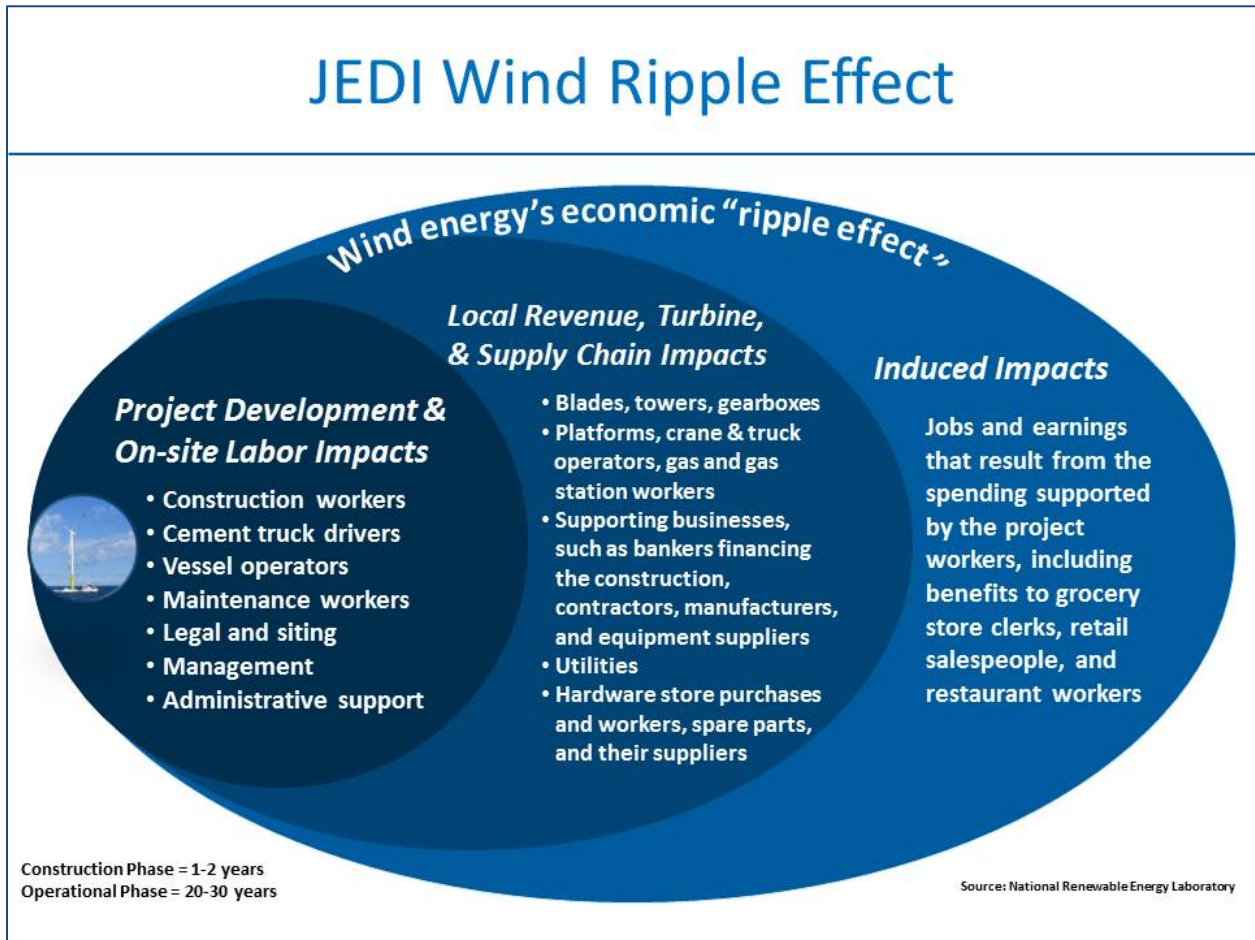 JEDI Wind Ripple Effect
Wind energy's economic “ripple effect”
Project Development &
On-site Labor Impacts
• Construction workers
• Cement truck drivers
• Vessel operators
• Maintenance workers
• Legal and siting
• Management
• Administrative support
Local Revenue, Turbine,
& Supply Chain Impacts
• Blades, towers, gearboxes
• Platforms, crane & truck
operators, gas and gas
station workers
• Supporting businesses,
such as bankers financing
the construction,
contractors, manufacturers,
and equipment suppliers
• Utilities
• Hardware store purchases
and workers, spare parts,
and their suppliers
Induced Impacts
Jobs and earnings
that result from the
spending supported
by the project
workers, including
benefits to grocery
store clerks, retail
salespeople, and
restaurant workers
Construction Phase = 1-2 years
Operational Phase = 20-30 years
Source: National Renewable Energy Laboratory